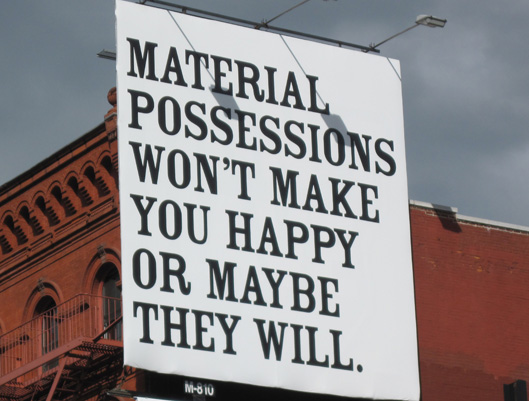 MATERIAL
POSSESSIONS
WON'T MAKE
YOU HAPPY
OR MAYBE
THEY WILL.
M-810